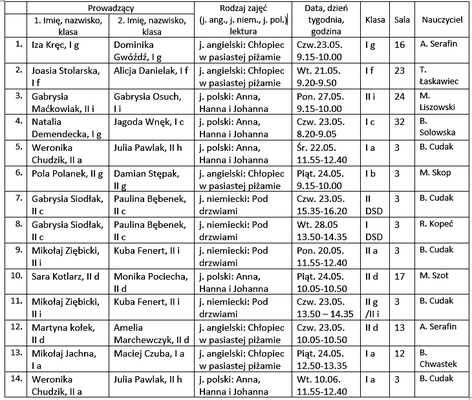 Prowadzący
Rodzaj zajęć
Data, dzień
Klasa
Sala
Nauczyciel
1. Imię, nazwisko,
klasa
2. Imię, nazwisko,
klasa
(j. ang., j. niem., j. pol.)
lektura
tygodnia,
godzina
1. Iza Kręc, I g
Dominika
Gwóźdź, I g
j. angielski: Chłopiec
w pasiastej piżamie
Czw.23.05.
9.15-10.00
I g
16
A. Serafin
2. Joasia Stolarska,
I f
Alicja Danielak, I f
j. angielski: Chłopiec
w pasiastej piżamie
Wt. 21.05.
9.20-9.50
I f
23
T.
Łaskawiec
3. Gabrysia
Maćkowiak, II i
Gabrysia Osuch,
I i
j. polski: Anna,
Hanna i Johanna
Pon. 27.05.
9.15-10.00
II i
24
M.
Liszowski
4. Natalia
Demendecka, I g
Jagoda Wnęk, I c
j. polski: Anna,
Hanna i Johanna
Czw. 23.05.
8.20-9.05
I c
32
B.
Solowska
5. Weronika
Chudzik, II a
Julia Pawlak, II h
j. polski: Anna,
Hanna i Johanna
Śr. 22.05.
11.55-12.40
I a
3
B. Cudak
6. Pola Polanek, II g
Damian Stępak,
II g
j. angielski: Chłopiec
w pasiastej piżamie
Piąt. 24.05.
9.15-10.00
I b
3
M. Skop
7. Gabrysia Siodłak,
II c
Paulina Bębenek,
II c
j. niemiecki: Pod
drzwiami
Czw. 23.05.
15.35-16.20
II
DSD
3
B. Cudak
8. Gabrysia Siodłak,
II c
Paulina Bębenek,
II c
j. niemiecki: Pod
drzwiami
Wt. 28.05
13.50-14.35
I
DSD
3
R. Kopeć
9. Mikołaj Ziębicki,
II i
Kuba Fenert, II i
j. niemiecki: Pod
drzwiami
Pon. 20.05.
11.55-12.40
II a
3
B. Cudak
10. Sara Kotlarz, II d
Monika Pociecha,
II d
j. polski: Anna,
Hanna i Johanna
Piąt. 24.05.
10.05-10.50
II d
17
M. Szot
11. Mikołaj Ziębicki,
II i
Kuba Fenert, II i
j. niemiecki: Pod
drzwiami
Czw. 23.05.
13.50 – 14.35
II g
/II i
3
B. Cudak
12. Martyna kołek,
II d
Amelia
Marchewczyk, II d
j. angielski: Chłopiec
w pasiastej piżamie
Czw. 23.05.
10.05-10.50
II d
13
A. Serafin
13. Mikołaj Jachna,
I a
Maciej Czuba, I a
j. angielski: Chłopiec
w pasiastej piżamie
Piąt. 24.05.
12.50-13.35
I a
12
B.
Chwastek
14. Weronika
Chudzik, II a
Julia Pawlak, II h
j. polski: Anna,
Hanna i Johanna
Wt. 10.06.
11.55-12.40
I a
3
B. Cudak